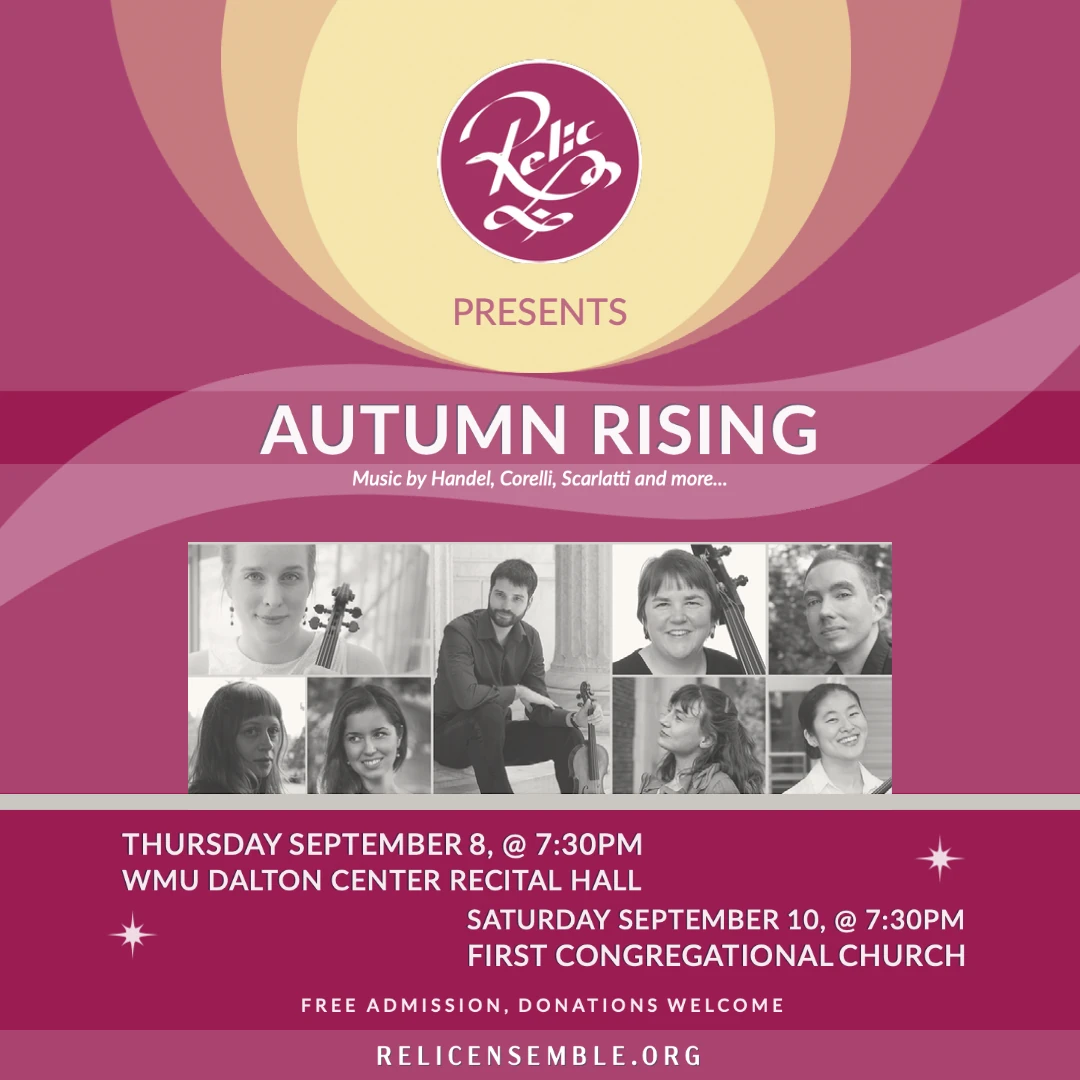 Relic
PRESENTS
AUTUMN RISING
Music by Handel, Corelli, Scarlatti and more...
THURSDAY SEPTEMBER 8, @ 7:30PM
WMU DALTON CENTER RECITAL HALL
SATURDAY SEPTEMBER 10, @ 7:30PM
FIRST CONGREGATIONAL CHURCH
FREE ADMISSION, DONATIONS WELCOME
RELICENSEMBLE.ORG